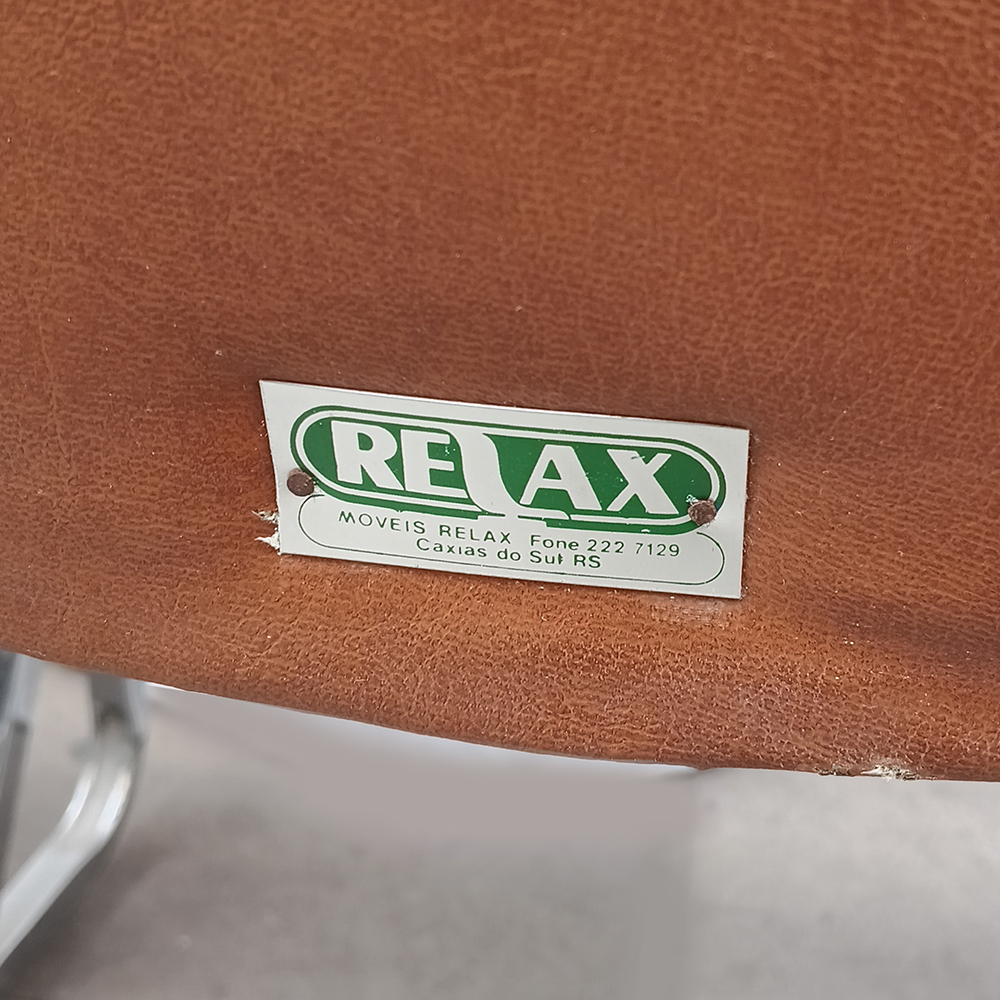 RELAX
MOVEIS RELAX Fone 222 7129
Caxias do Sul RS